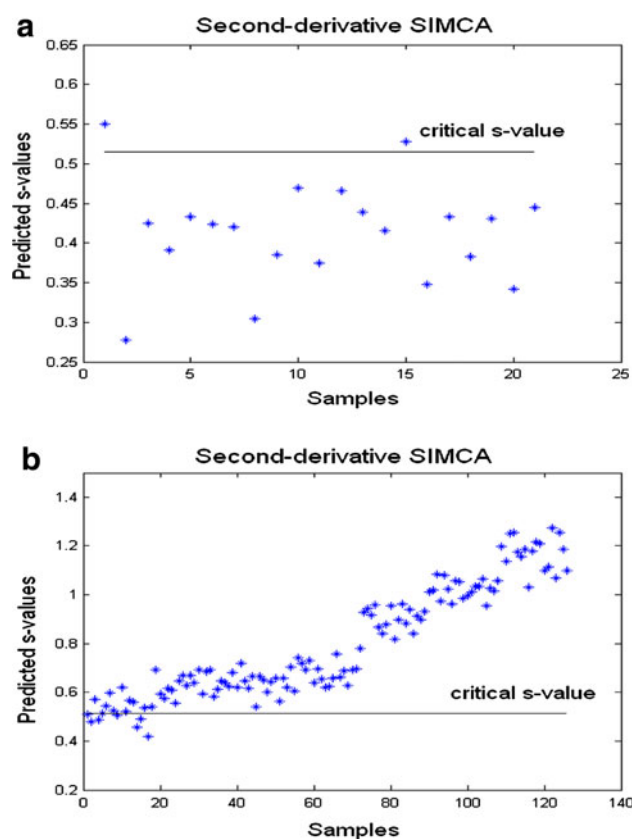 a
Second-derivative SIMCA
0.65
0.6
0.55
0.5
0.45
0.4
0.35
0.3
0.25
Predicted s-values
critical s-value
0 5 10 15 20 25
Samples
b
Second-derivative SIMCA
1.4
1.2
1
0.8
0.6
0.4
0.2
Predicted s-values
critical s-value
0 20 40 60 80 100 120 140
Samples